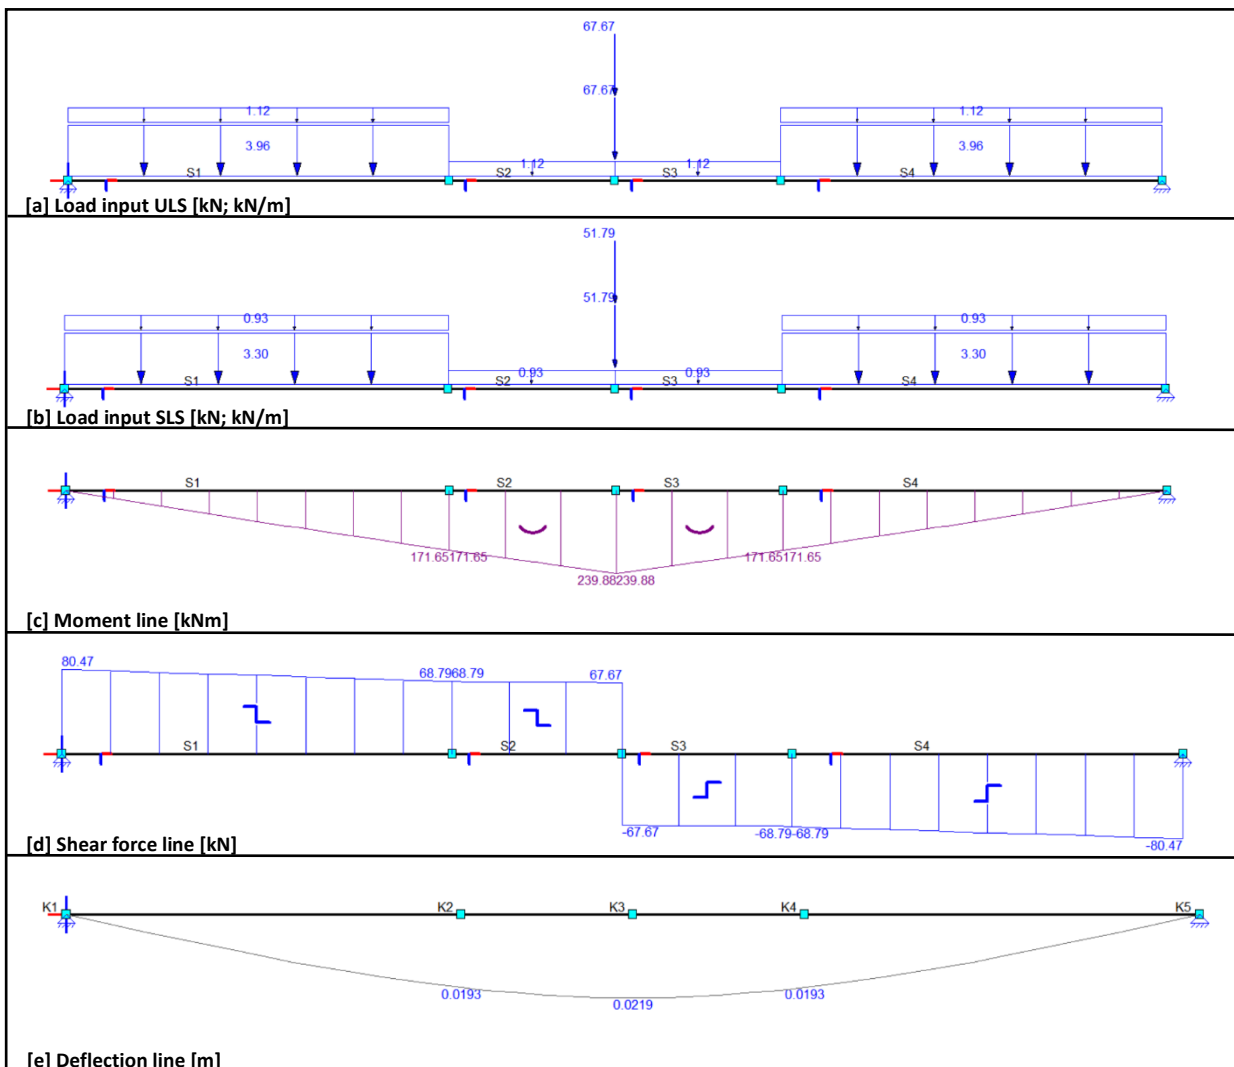 67.67
67.67
1.12 1.12
3.96 3.96
1.12 1.12
S1 S2 S3 S4
[a] Load input ULS [kN; kN/m]
51.79
51.79
0.93 0.93
3.30 3.30
0.93 0.93
S1 S2 S3 S4
[b] Load input SLS [kN; kN/m]
S1 S2 S3 S4
171.65171.65 171.65171.65
239.88239.88
[c] Moment line [kNm]
80.47 68.7968.79 67.67
S1 S2 S3 S4
-67.67 -68.79-68.79 -80.47
[d] Shear force line [kN]
K1 K2 K3 K4 K5
0.0193 0.0219 0.0193
[e] Deflection line [m]